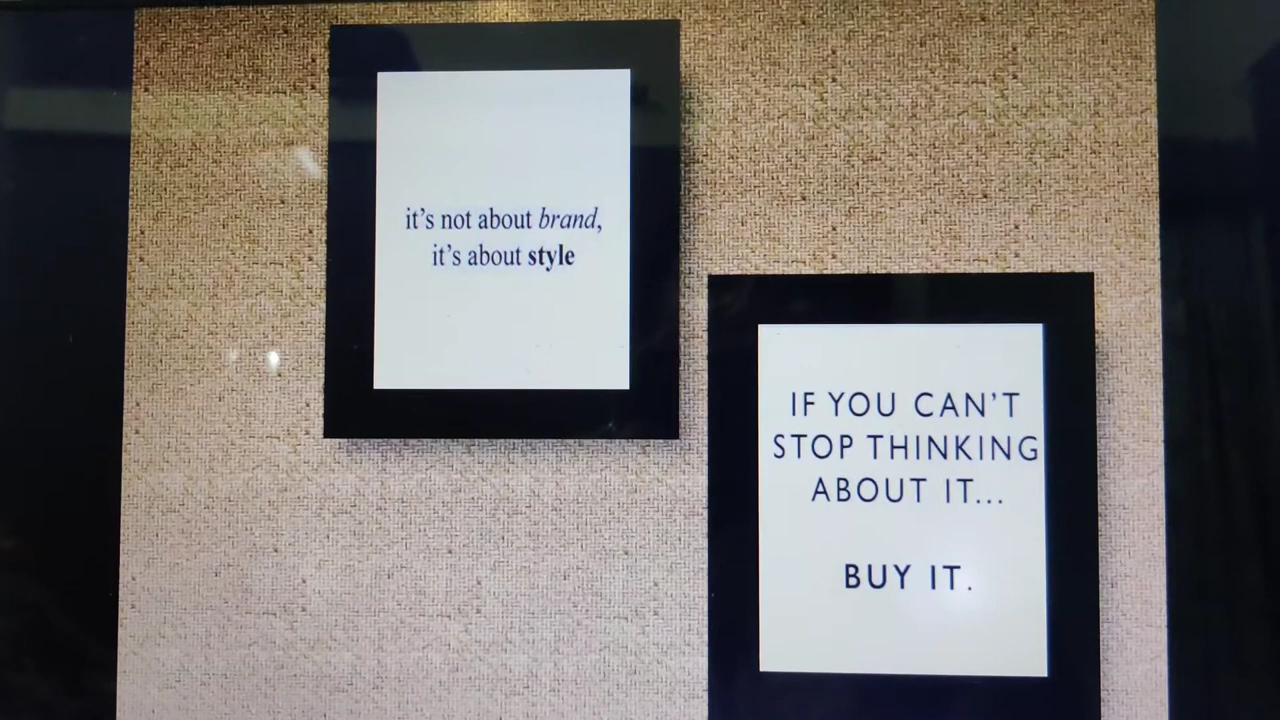 it's not about brand,
it's about style
IF YOU CAN'T
STOP THINKING
ABOUT IT...
BUY IT.